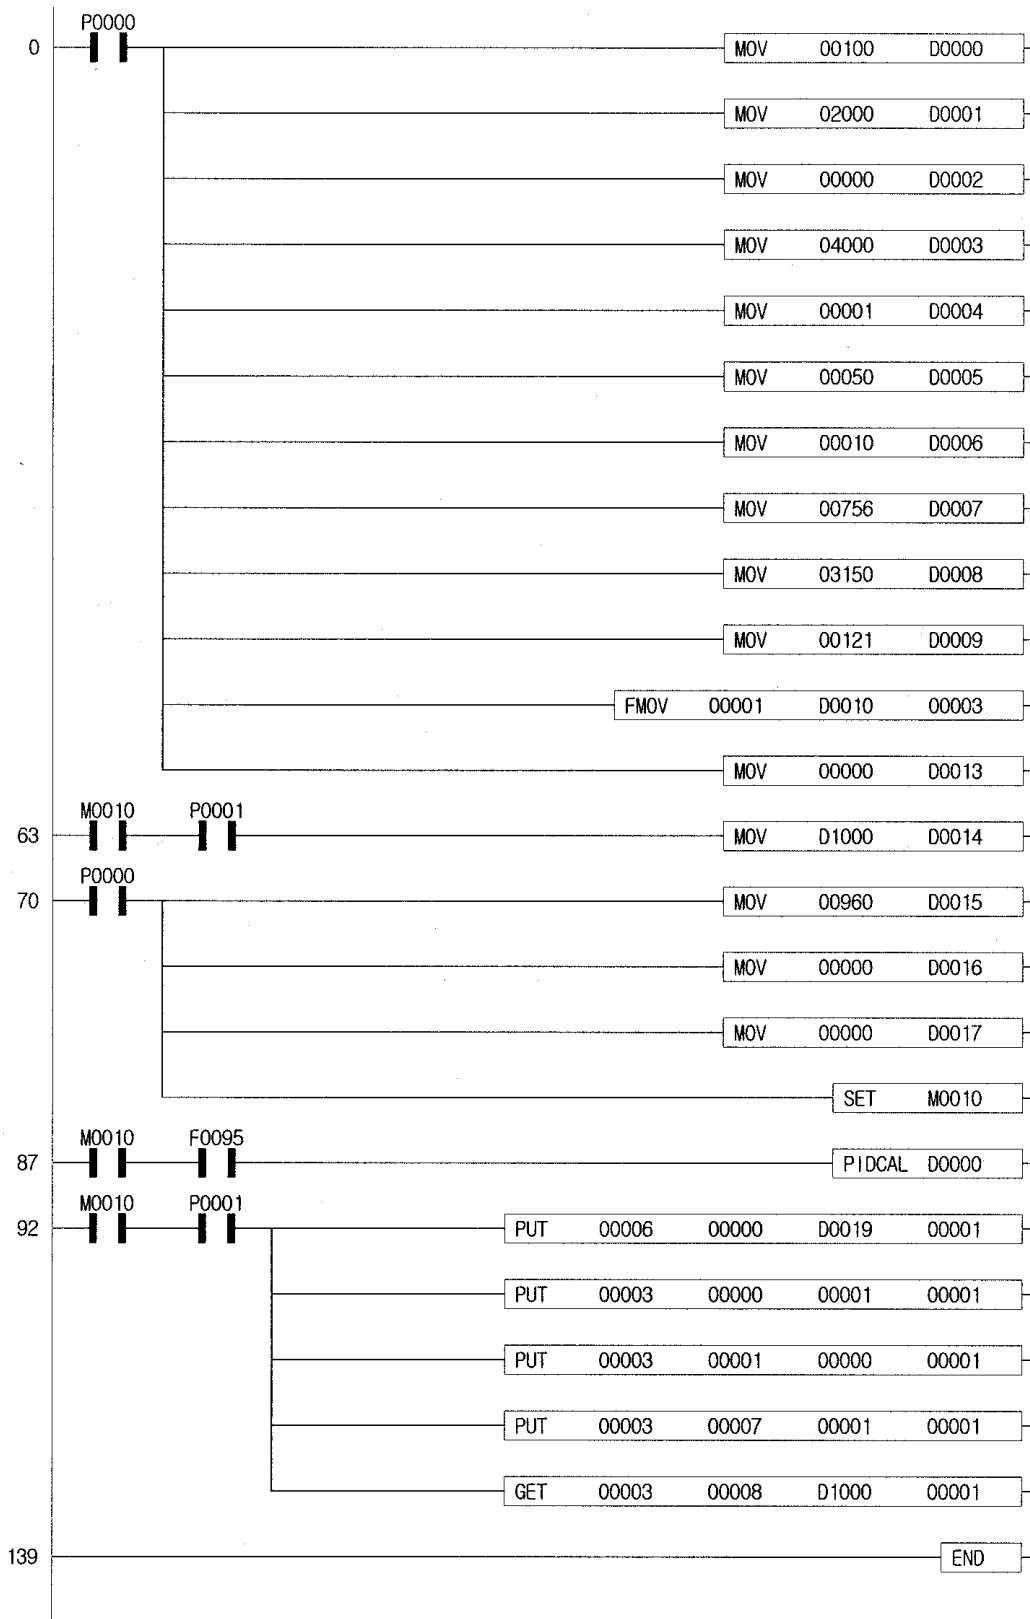 P0000
0 MOV 00100 D0000
MOV 02000 D0001
MOV 00000 D0002
MOV 04000 D0003
MOV 00001 D0004
MOV 00050 D0005
MOV 00010 D0006
MOV 00756 D0007
MOV 03150 D0008
MOV 00121 D0009
FMOV 00001 D0010 00003
MOV 00000 D0013
M0010 P0001
63 MOV D1000 D0014
P0000
70 MOV 00960 D0015
MOV 00000 D0016
MOV 00000 D0017
SET M0010
M0010 F0095
87 PIDCAL D0000
M0010 P0001
92 PUT 00006 00000 D0019 00001
PUT 00003 00000 00001 00001
PUT 00003 00001 00000 00001
PUT 00003 00007 00001 00001
GET 00003 00008 D1000 00001
139 END